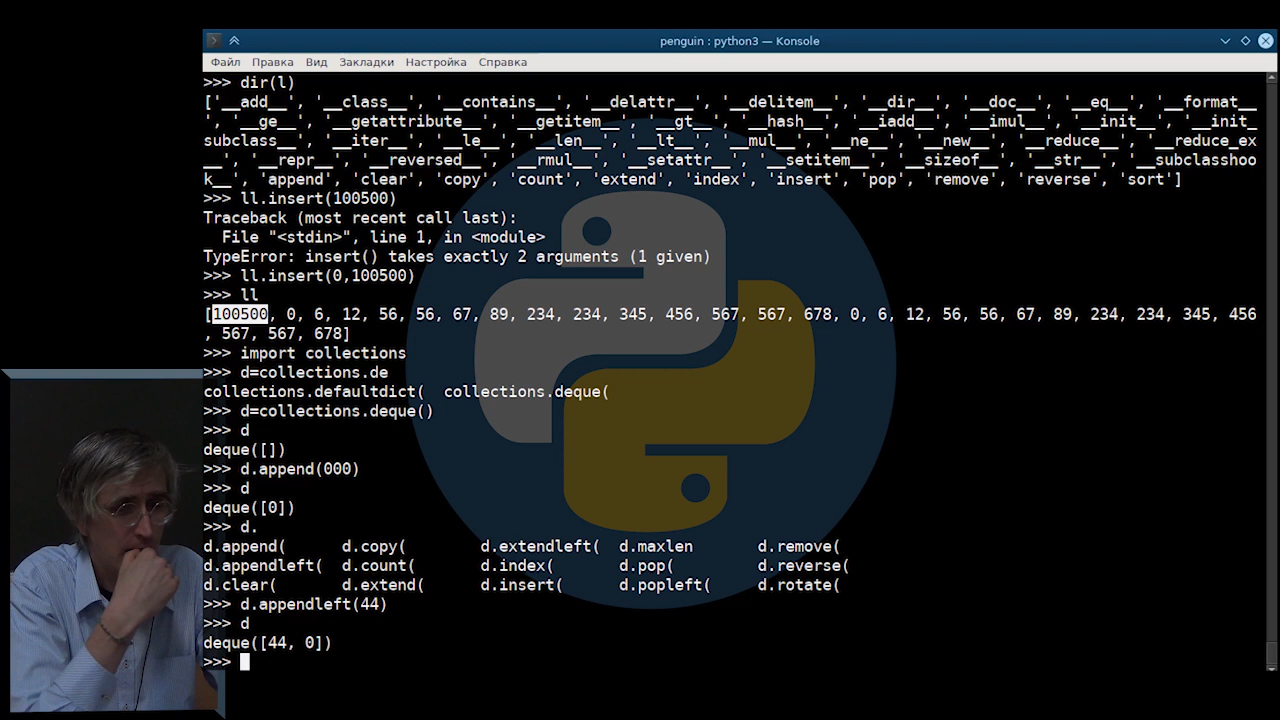 penguin : python3 — Konsole
Файл Правка Вид Закладки Настройка Справка
>>> dir(l)
['__add__', '__class__', '__contains__', '__delattr__', '__delitem__', '__dir__', '__doc__', '__eq__', '__format__
', '__ge__', '__getattribute__', '__getitem__', '__gt__', '__hash__', '__iadd__', '__imul__', '__init__', '__init_
subclass__', '__iter__', '__le__', '__len__', '__lt__', '__mul__', '__ne__', '__new__', '__reduce__', '__reduce_ex
__', '__repr__', '__reversed__', '__rmul__', '__setattr__', '__setitem__', '__sizeof__', '__str__', '__subclasshoo
k__', 'append', 'clear', 'copy', 'count', 'extend', 'index', 'insert', 'pop', 'remove', 'reverse', 'sort']
>>> ll.insert(100500)
Traceback (most recent call last):
  File "<stdin>", line 1, in <module>
TypeError: insert() takes exactly 2 arguments (1 given)
>>> ll.insert(0,100500)
>>> ll
[100500, 0, 6, 12, 56, 56, 67, 89, 234, 234, 345, 456, 567, 567, 678, 0, 6, 12, 56, 56, 67, 89, 234, 234, 345, 456
, 567, 567, 678]
>>> import collections
>>> d=collections.de
collections.defaultdict(  collections.deque(
>>> d=collections.deque()
>>> d
deque([])
>>> d.append(000)
>>> d
deque([0])
>>> d.
d.append(      d.copy(        d.extendleft(  d.maxlen       d.remove(
d.appendleft(  d.count(       d.index(       d.pop(         d.reverse(
d.clear(       d.extend(      d.insert(      d.popleft(     d.rotate(
>>> d.appendleft(44)
>>> d
deque([44, 0])
>>>